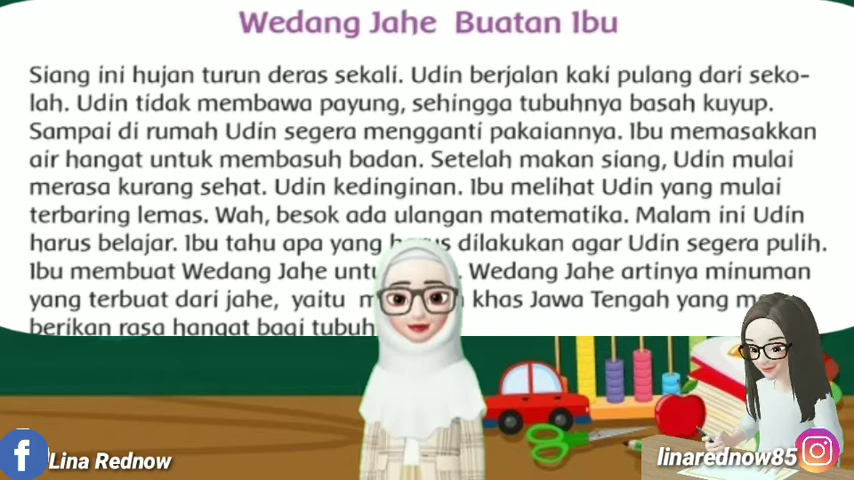 Wedang Jahe Buatan Ibu
Siang ini hujan turun deras sekali. Udin berjalan kaki pulang dari seko-
lah. Udin tidak membawa payung, sehingga tubuhnya basah kuyup.
Sampai di rumah Udin segera mengganti pakaiannya. Ibu memasakkan
air hangat untuk membasuh badan. Setelah makan siang, Udin mulai
merasa kurang sehat. Udin kedinginan. Ibu melihat Udin yang mulai
terbaring lemas. Wah, besok ada ulangan matematika. Malam ini Udin
harus belajar. Ibu tahu apa yang harus dilakukan agar Udin segera pulih.
Ibu membuat Wedang Jahe Wedang Jahe artinya minuman
yang terbuat dari jahe, yaitu khas Jawa Tengah yang
berikan rasa hangat bagi tubuh
Lina Rednow
linarednow85